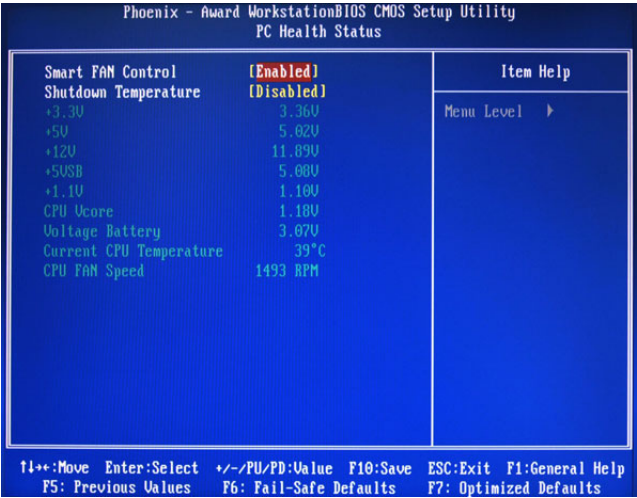 Phoenix - Award WorkstationBIOS CMOS Setup Utility
PC Health Status
Smart FAN Control [Enabled]
Shutdown Temperature [Disabled]
+3.3V 3.36V
+5V 5.02V
+12V 11.89V
+5VSB 5.08V
+1.1V 1.10V
CPU Vcore 1.18V
Voltage Battery 3.07V
Current CPU Temperature 39°C
CPU FAN Speed 1493 RPM
Item Help
Menu Level ▶
↑↓→←:Move Enter:Select +/-/PU/PD:Value F10:Save ESC:Exit F1:General Help
F5: Previous Values F6: Fail-Safe Defaults F7: Optimized Defaults